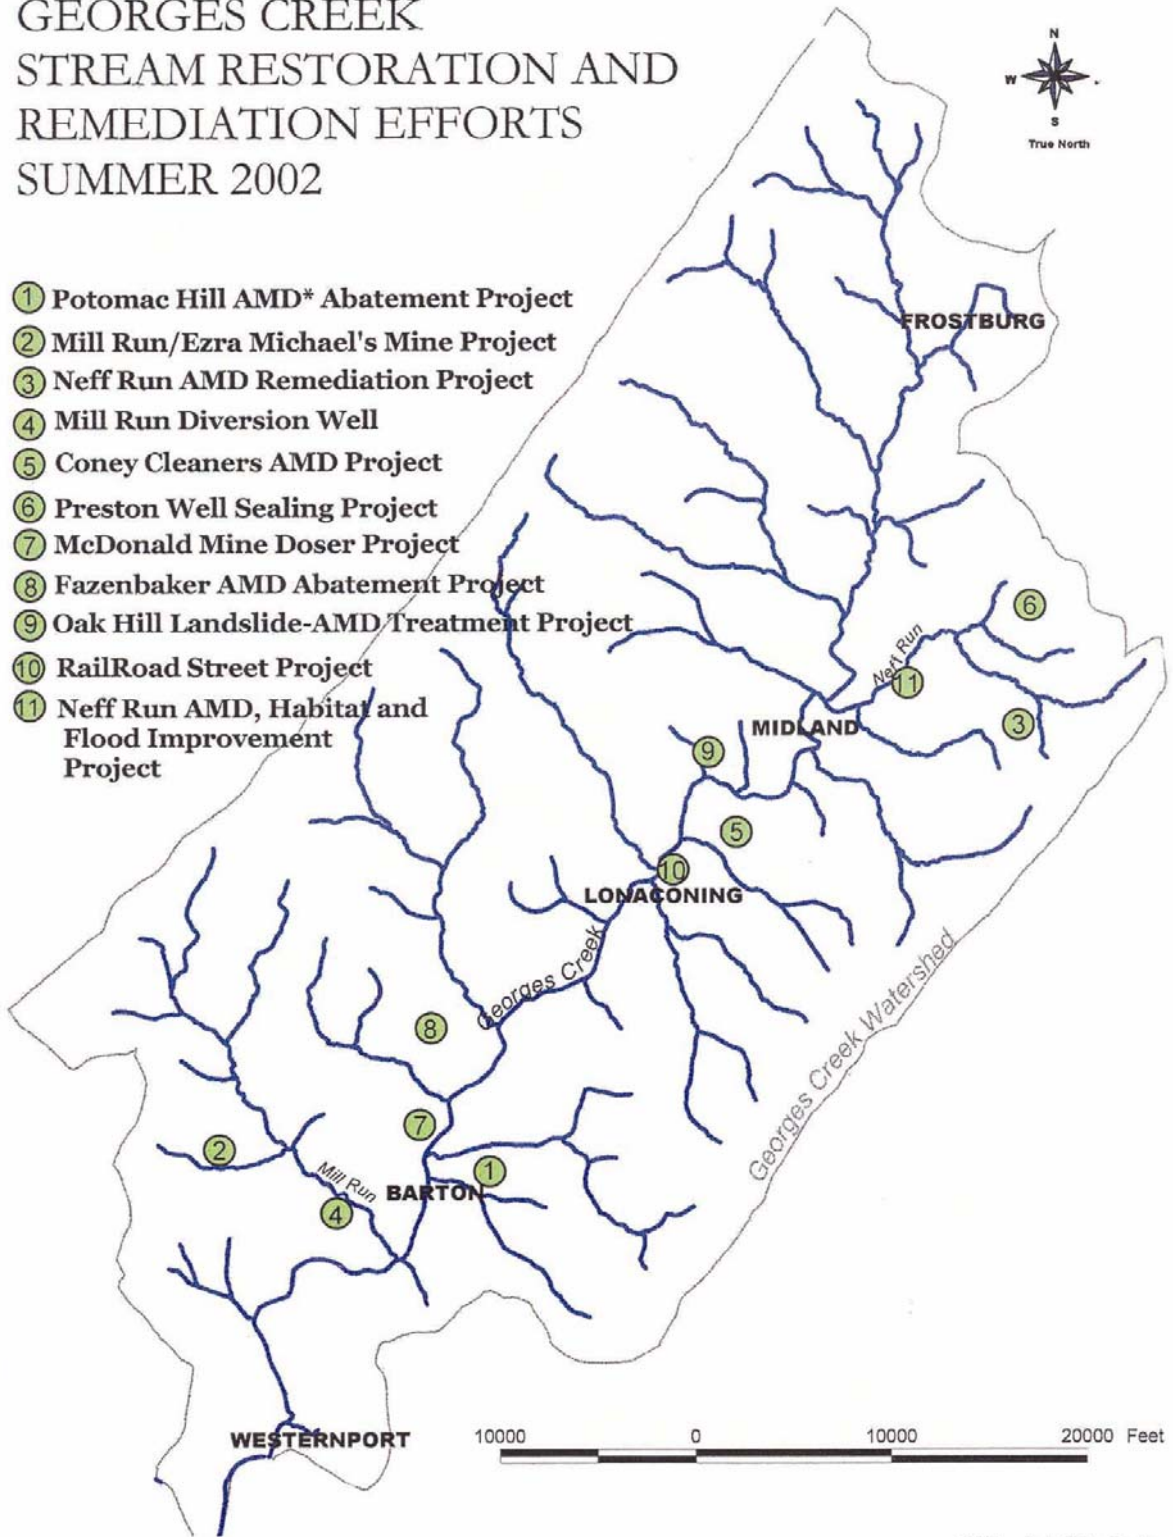 GEORGES CREEK
STREAM RESTORATION AND
REMEDIATION EFFORTS
SUMMER 2002
N
W
S
True North
1 Potomac Hill AMD* Abatement Project
2 Mill Run/Ezra Michael's Mine Project
3 Neff Run AMD Remediation Project
4 Mill Run Diversion Well
5 Coney Cleaners AMD Project
6 Preston Well Sealing Project
7 McDonald Mine Doser Project
8 Fazenbaker AMD Abatement Project
9 Oak Hill Landslide-AMD Treatment Project
10 RailRoad Street Project
11 Neff Run AMD, Habitat and
Flood Improvement
Project
FROSTBURG
6
Neff Run
11
3
MIDLAND
9
5
10
LONACONING
Georges Creek
Georges Creek Watershed
8
7
2
1
Mill Run
BARTON
4
WESTERNPORT
10000 0 10000 20000 Feet